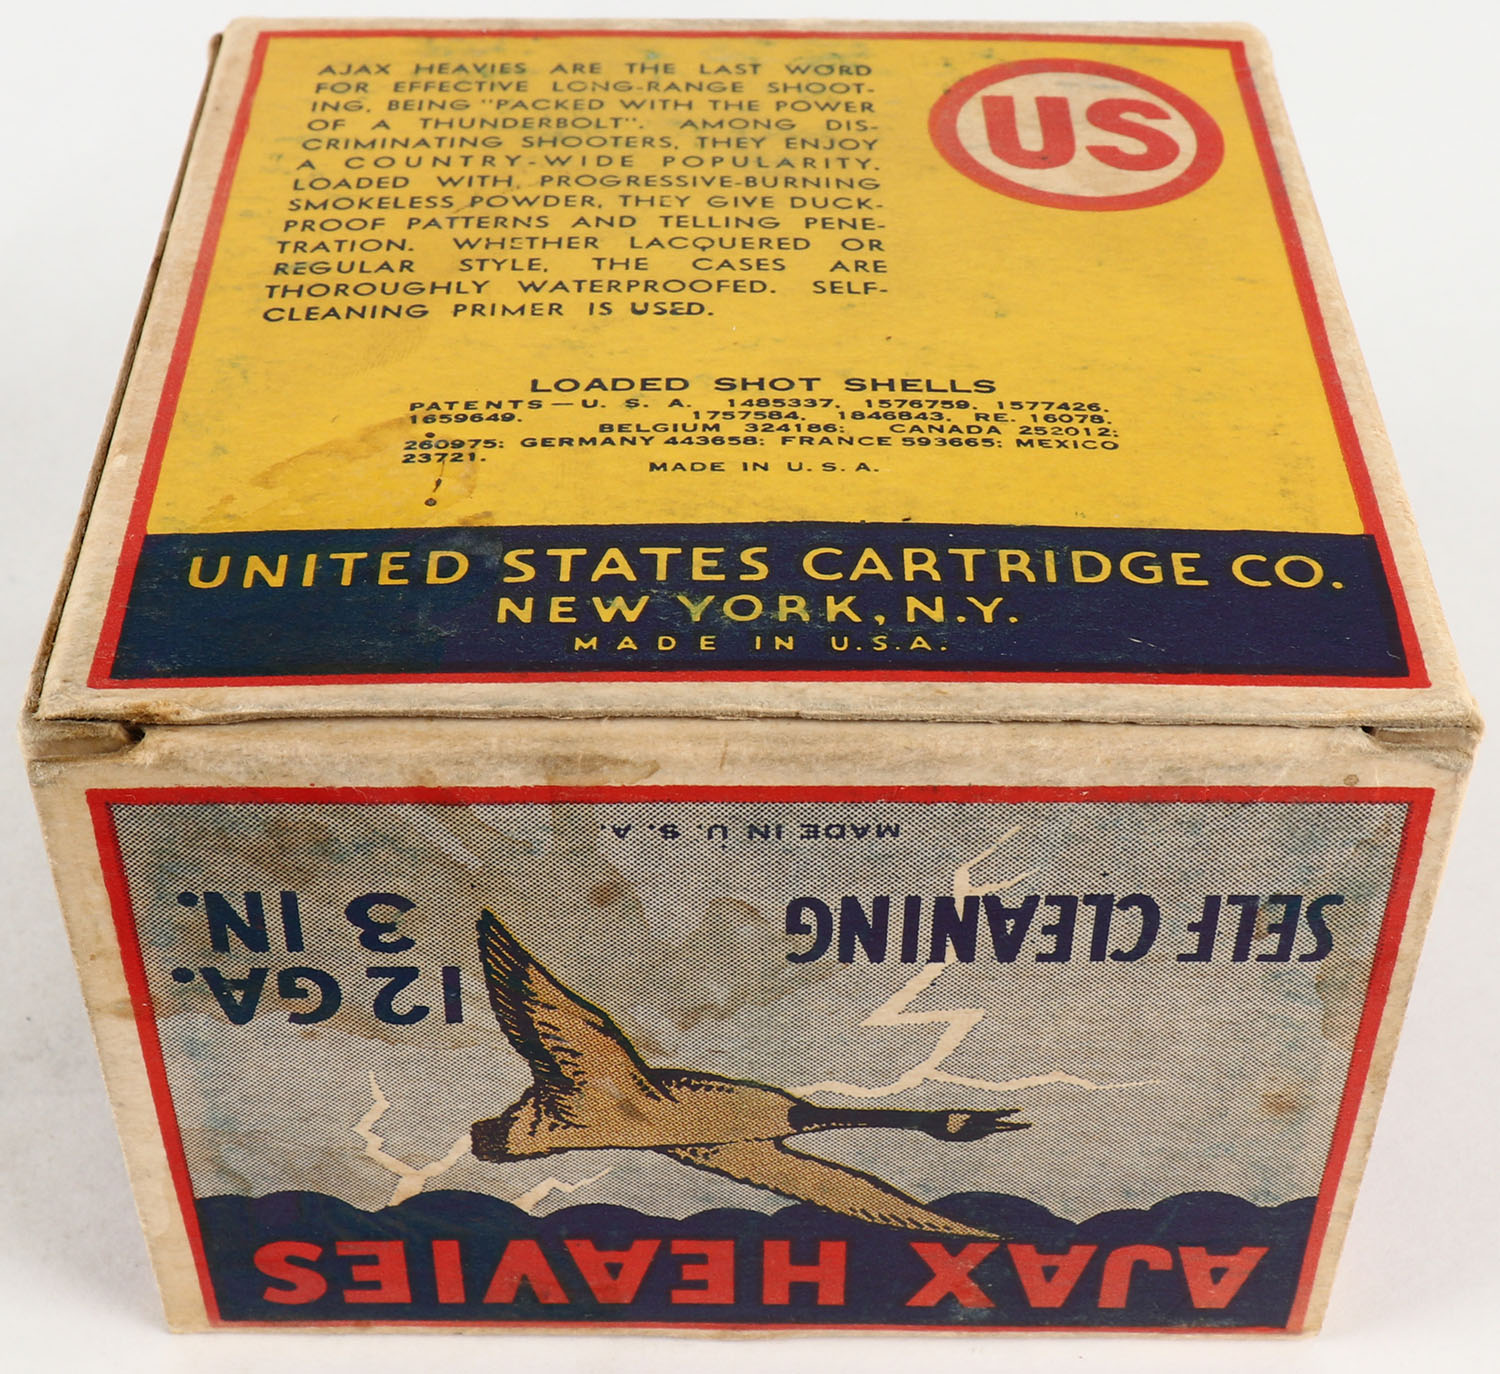 AJAX HEAVIES ARE THE LAST WORD
FOR EFFECTIVE LONG-RANGE SHOOT-
ING, BEING "PACKED WITH THE POWER
OF A THUNDERBOLT". AMONG DIS-
CRIMINATING SHOOTERS, THEY ENJOY
A COUNTRY-WIDE POPULARITY.
LOADED WITH PROGRESSIVE-BURNING
SMOKELESS POWDER, THEY GIVE DUCK-
PROOF PATTERNS AND TELLING PENE-
TRATION. WHETHER LACQUERED OR
REGULAR STYLE, THE CASES ARE
THOROUGHLY WATERPROOFED. SELF-
CLEANING PRIMER IS USED.
US
LOADED SHOT SHELLS
PATENTS—U. S. A. 1485337, 1576759, 1577426,
1659649. 1757584, 1846843, RE. 16078,
BELGIUM 324186; CANADA 252012;
260975; GERMANY 443658; FRANCE 593665; MEXICO
23721.
MADE IN U. S. A.
UNITED STATES CARTRIDGE CO.
NEW YORK, N.Y.
MADE IN U.S.A.
AJAX HEAVIES
12 GA.
3 IN.
SELF CLEANING
MADE IN U. S. A.